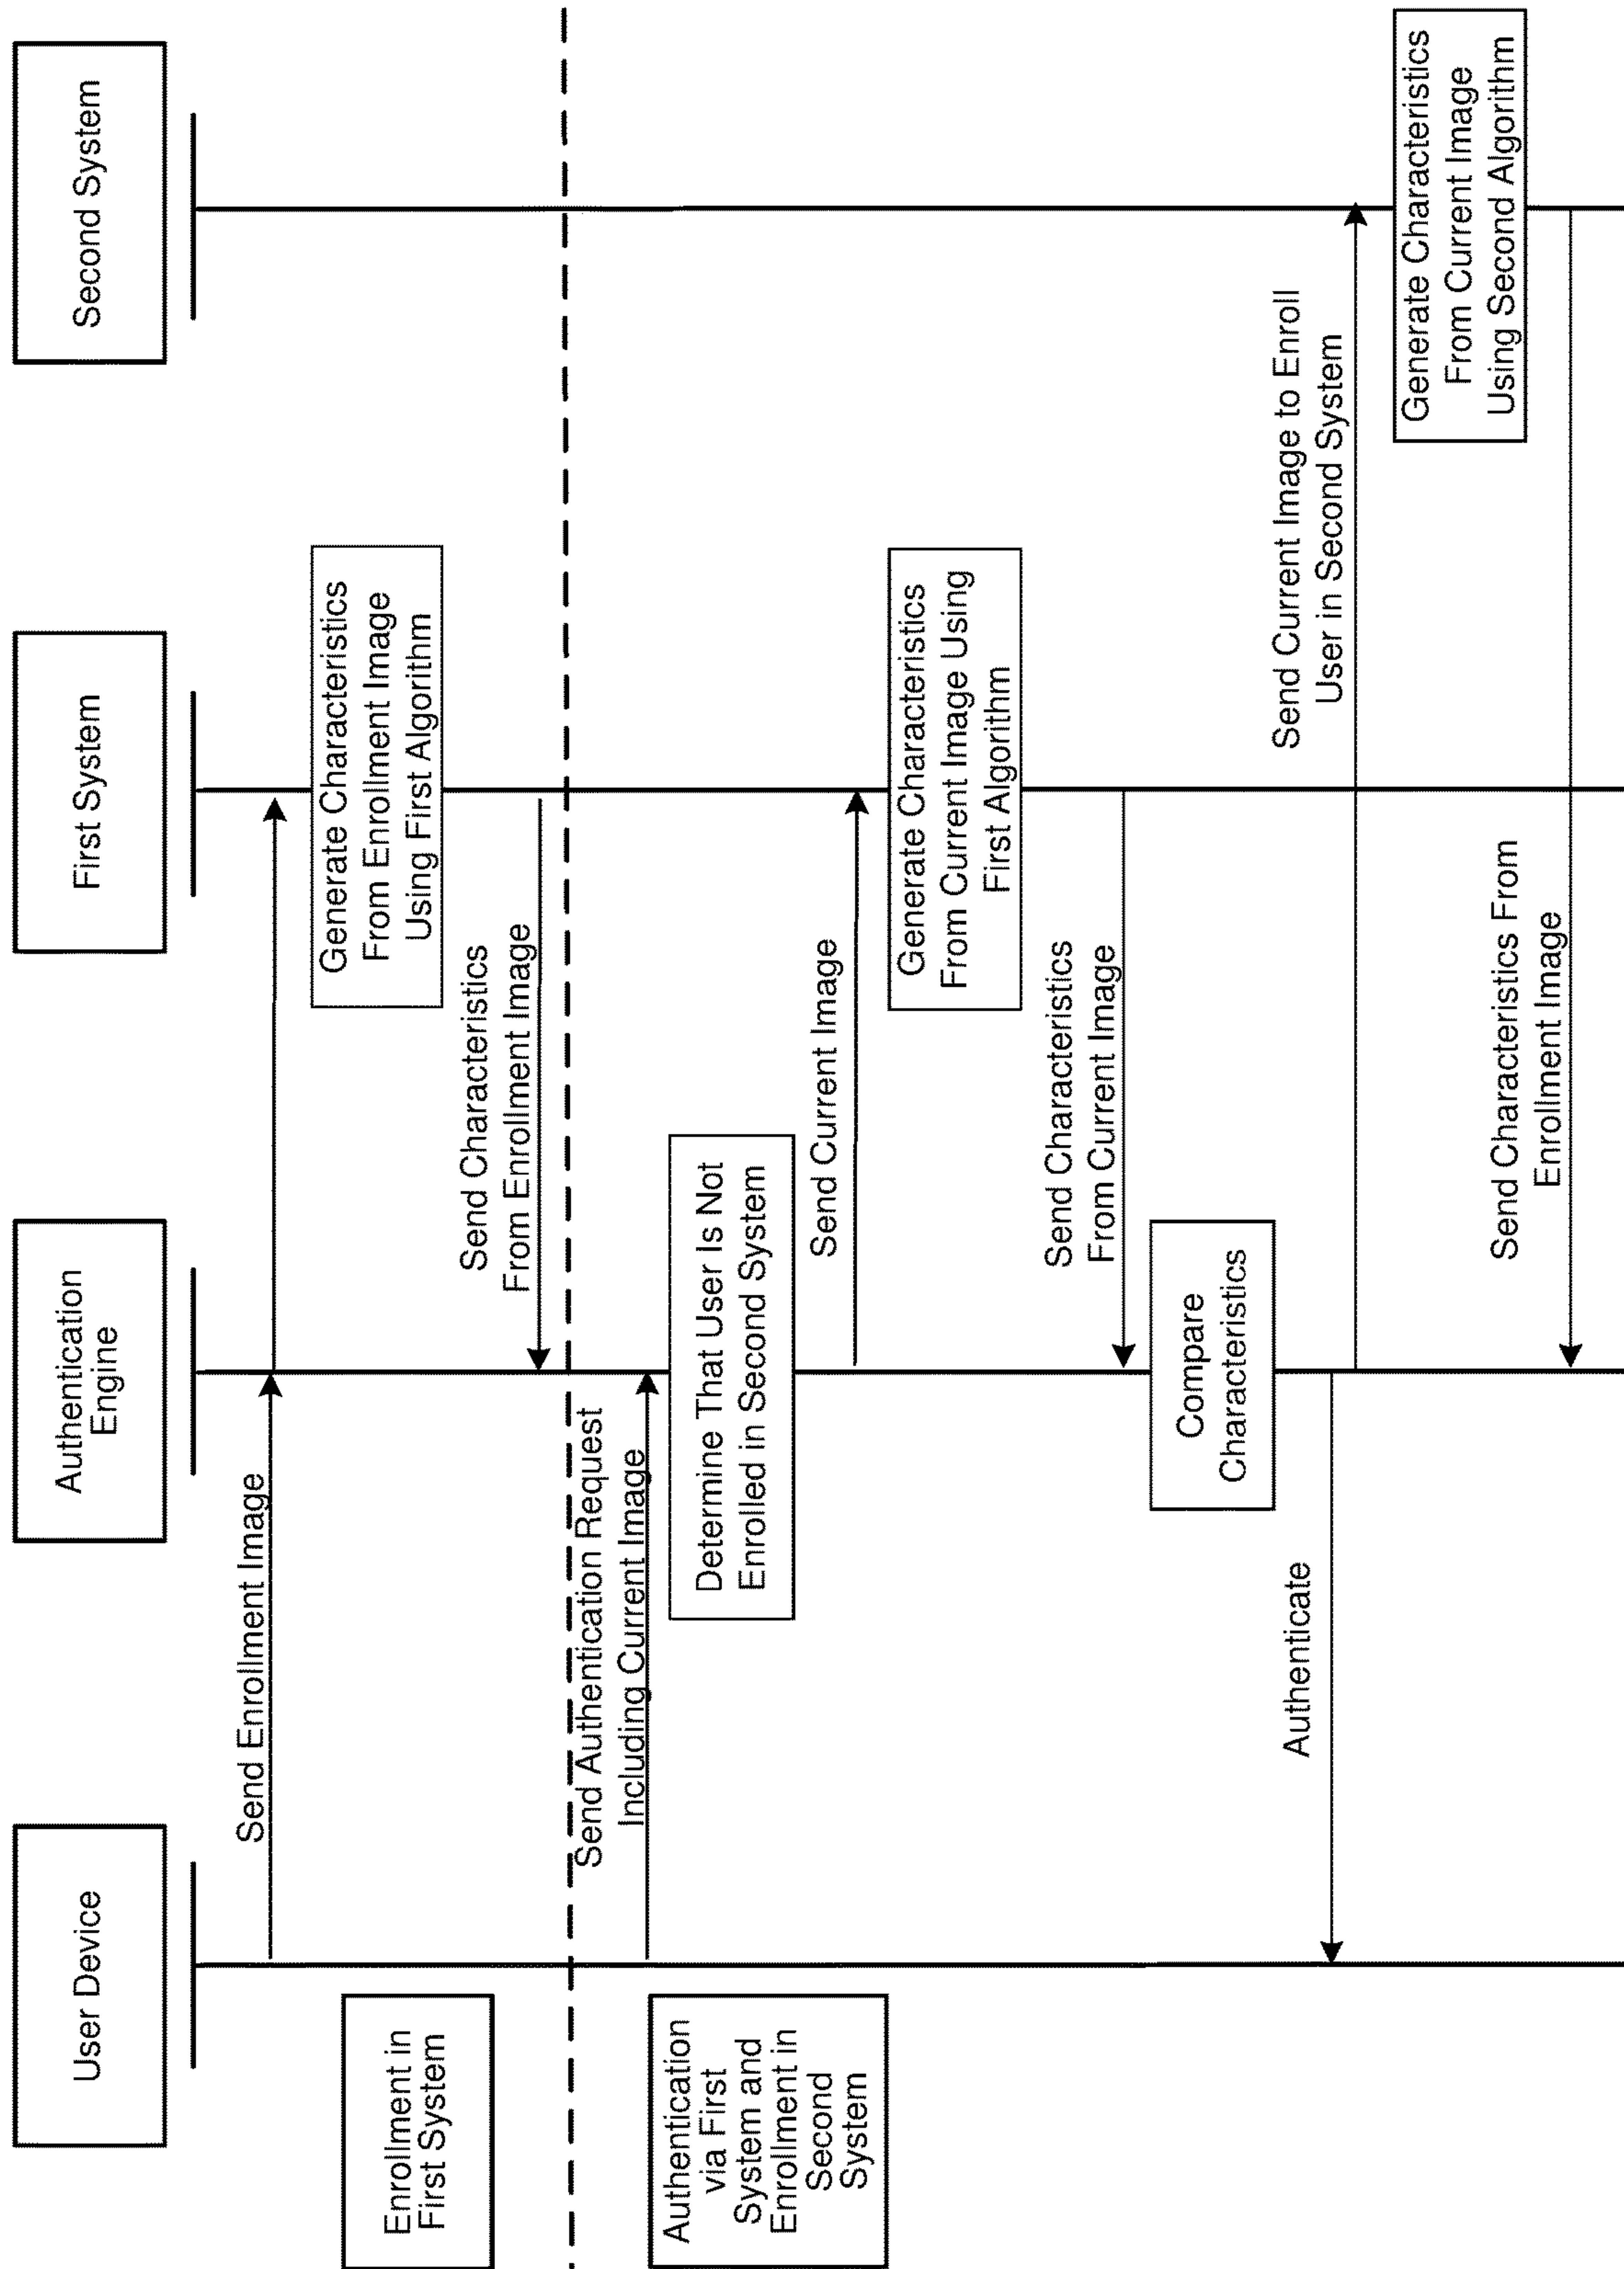 User Device
Authentication
Engine
First System
Second System
Enrollment in
First System
Send Enrollment Image
Generate Characteristics
From Enrollment Image
Using First Algorithm
Send Characteristics
From Enrollment Image
Authentication
via First
System and
Enrollment in
Second
System
Send Authentication Request
Including Current Image
Determine That User Is Not
Enrolled in Second System
Send Current Image
Generate Characteristics
From Current Image Using
First Algorithm
Send Characteristics
From Current Image
Compare
Characteristics
Authenticate
Send Current Image to Enroll
User in Second System
Generate Characteristics
From Current Image
Using Second Algorithm
Send Characteristics From
Enrollment Image